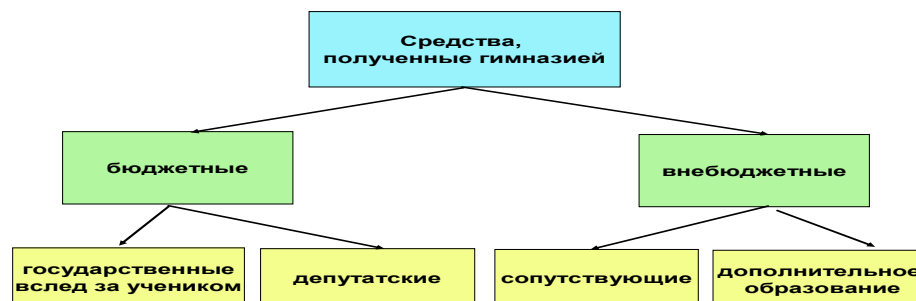 Средства,
полученные гимназией
бюджетные
внебюджетные
государственные
вслед за учеником
депутатские
сопутствующие
дополнительное
образование